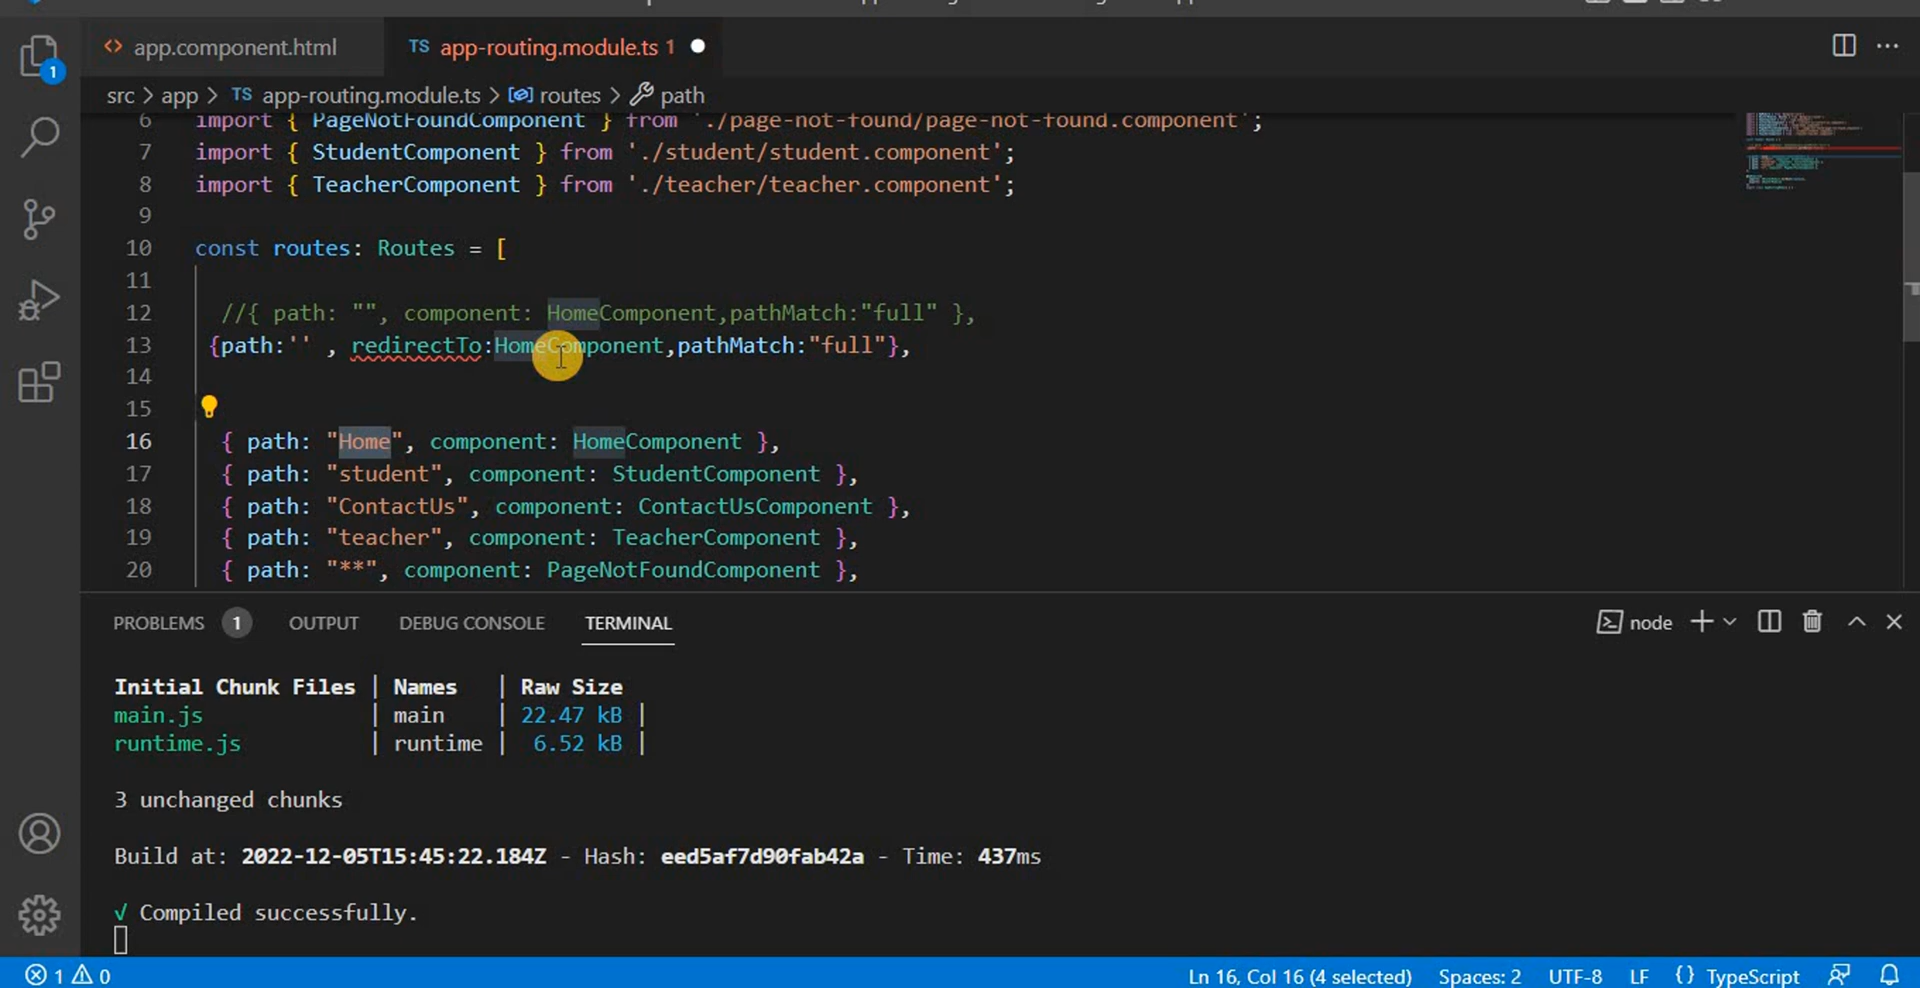 app.component.html
TS app-routing.module.ts 1
1
src > app > TS app-routing.module.ts > routes > path
6 import { PageNotFoundComponent } from './page-not-found/page-not-found.component';
7 import { StudentComponent } from './student/student.component';
8 import { TeacherComponent } from './teacher/teacher.component';
9
10 const routes: Routes = [
11
12 //{ path: "", component: HomeComponent,pathMatch:"full" },
13 {path:'' , redirectTo:HomeComponent,pathMatch:"full"},
14
15
16 { path: "Home", component: HomeComponent },
17 { path: "student", component: StudentComponent },
18 { path: "ContactUs", component: ContactUsComponent },
19 { path: "teacher", component: TeacherComponent },
20 { path: "**", component: PageNotFoundComponent },
PROBLEMS 1 OUTPUT DEBUG CONSOLE TERMINAL node
Initial Chunk Files | Names | Raw Size
main.js | main | 22.47 kB |
runtime.js | runtime | 6.52 kB |
3 unchanged chunks
Build at: 2022-12-05T15:45:22.184Z - Hash: eed5af7d90fab42a - Time: 437ms
√ Compiled successfully.
1 0 Ln 16, Col 16 (4 selected) Spaces: 2 UTF-8 LF {} TypeScript